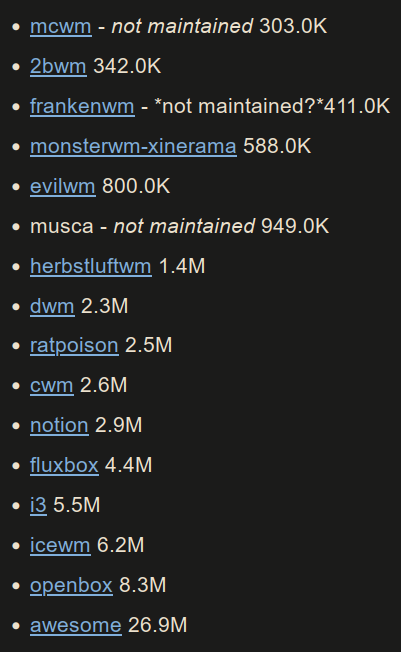 mcwm - not maintained 303.0K
2bwm 342.0K
frankenwm - *not maintained?*411.0K
monsterwm-xinerama 588.0K
evilwm 800.0K
musca - not maintained 949.0K
herbstluftwm 1.4M
dwm 2.3M
ratpoison 2.5M
cwm 2.6M
notion 2.9M
fluxbox 4.4M
i3 5.5M
icewm 6.2M
openbox 8.3M
awesome 26.9M